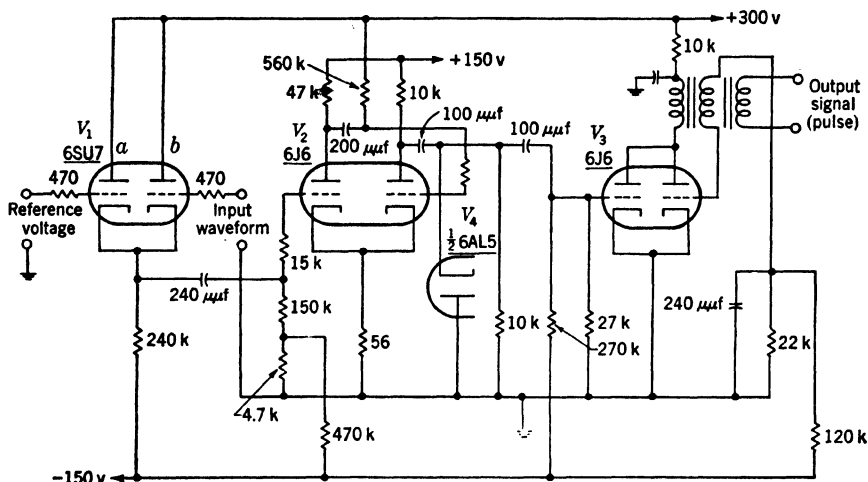 +300 v
10 k
560 k
+150 v
47 k
10 k
100 μμf
100 μμf
Output
signal
(pulse)
V₁
6SU7
a
b
V₂
6J6
200 μμf
V₃
6J6
470
470
Reference
voltage
Input
waveform
V₄
½ 6AL5
15 k
240 μμf
150 k
240 k
56
10 k
27 k
270 k
240 μμf
22 k
4.7 k
470 k
120 k
−150 v